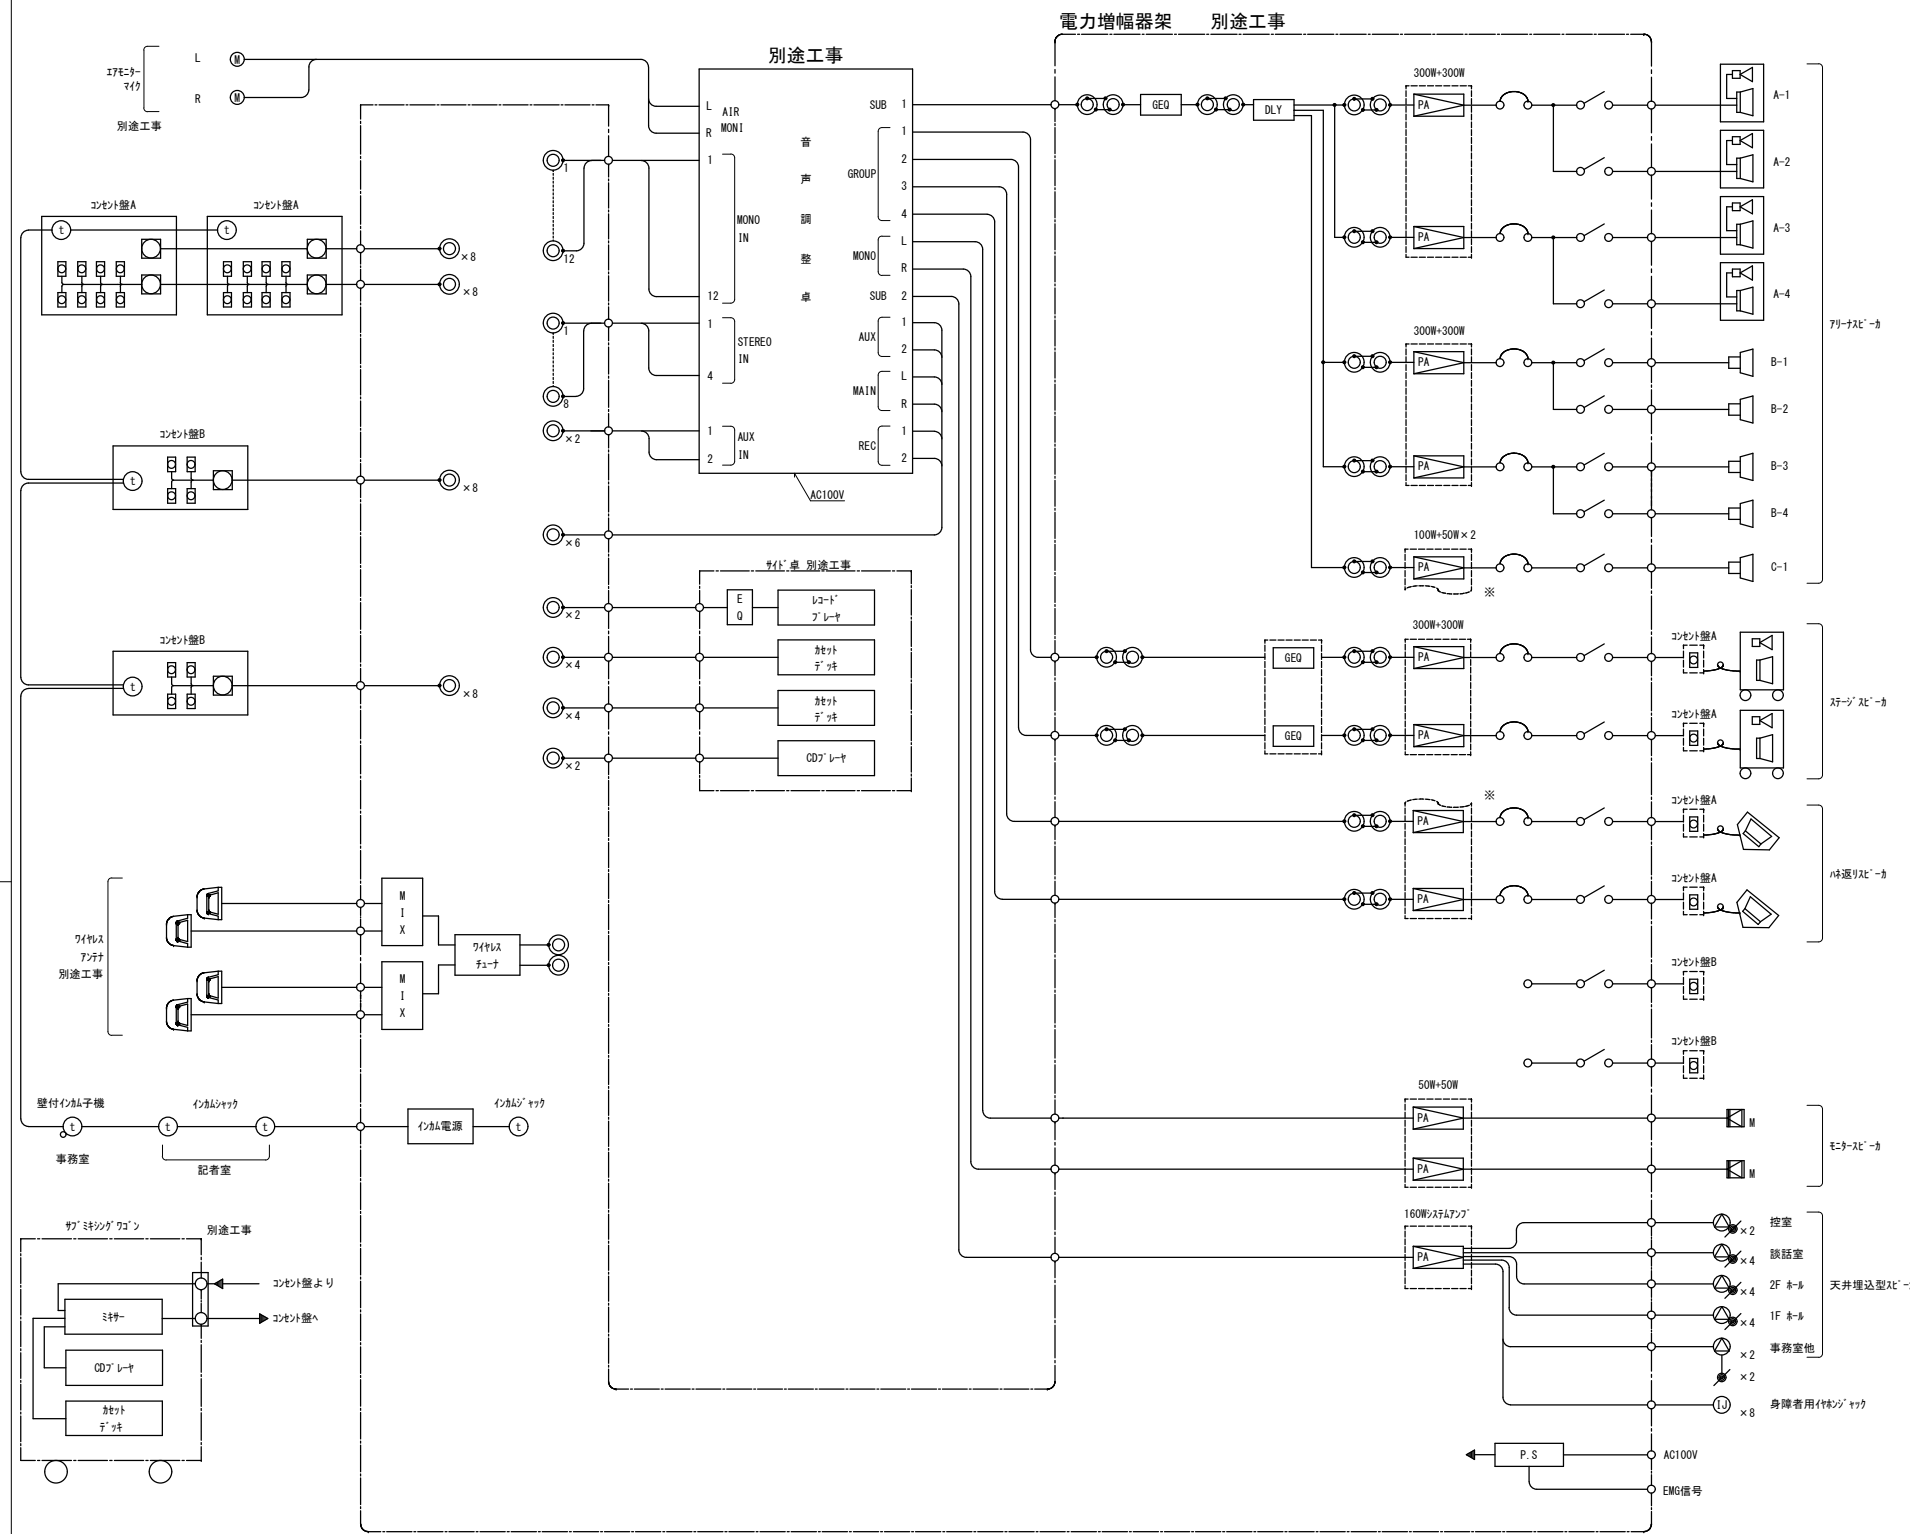 電力増幅器架　別途工事
別途工事
エアモニター
マイク
別途工事
L
M
R
M
L
R
AIR
MONI
1
12
MONO
IN
1
4
STEREO
IN
1
2
AUX
IN
音
声
調
整
卓
SUB 1
GROUP
1
2
3
4
MONO
L
R
SUB 2
AUX
1
2
MAIN
L
R
REC
1
2
AC100V
1
12
1
8
×2
×6
コンセント盤A
t
コンセント盤A
t
×8
×8
コンセント盤B
t
×8
コンセント盤B
t
×8
サイド卓 別途工事
×2
E
Q
レコード
プレーヤ
×4
カセット
デッキ
×4
カセット
デッキ
×2
CDプレーヤ
ワイヤレス
アンテナ
別途工事
M
I
X
M
I
X
ワイヤレス
チューナ
壁付インカム子機
t
事務室
インカムシャック
t
t
記者室
インカム電源
インカムジャック
t
サブミキシングワゴン
別途工事
ミキサー
CDプレーヤ
カセット
デッキ
コンセント盤より
コンセント盤へ
GEQ
DLY
300W+300W
PA
PA
A-1
A-2
A-3
A-4
300W+300W
PA
PA
B-1
B-2
B-3
B-4
100W+50W×2
PA
※
C-1
アリーナスピーカ
300W+300W
GEQ
PA
コンセント盤A
GEQ
PA
コンセント盤A
ステージスピーカ
※
PA
コンセント盤A
PA
コンセント盤A
ハネ返りスピーカ
コンセント盤B
コンセント盤B
50W+50W
PA
M
PA
M
モニタースピーカ
160Wシステムアンプ
PA
×2 控室
×4 談話室
×4 2F ホール
×4 1F ホール
×2 事務室他
×2
天井埋込型スピー
IJ ×8 身障者用イヤホンジャック
P.S
AC100V
EMG信号